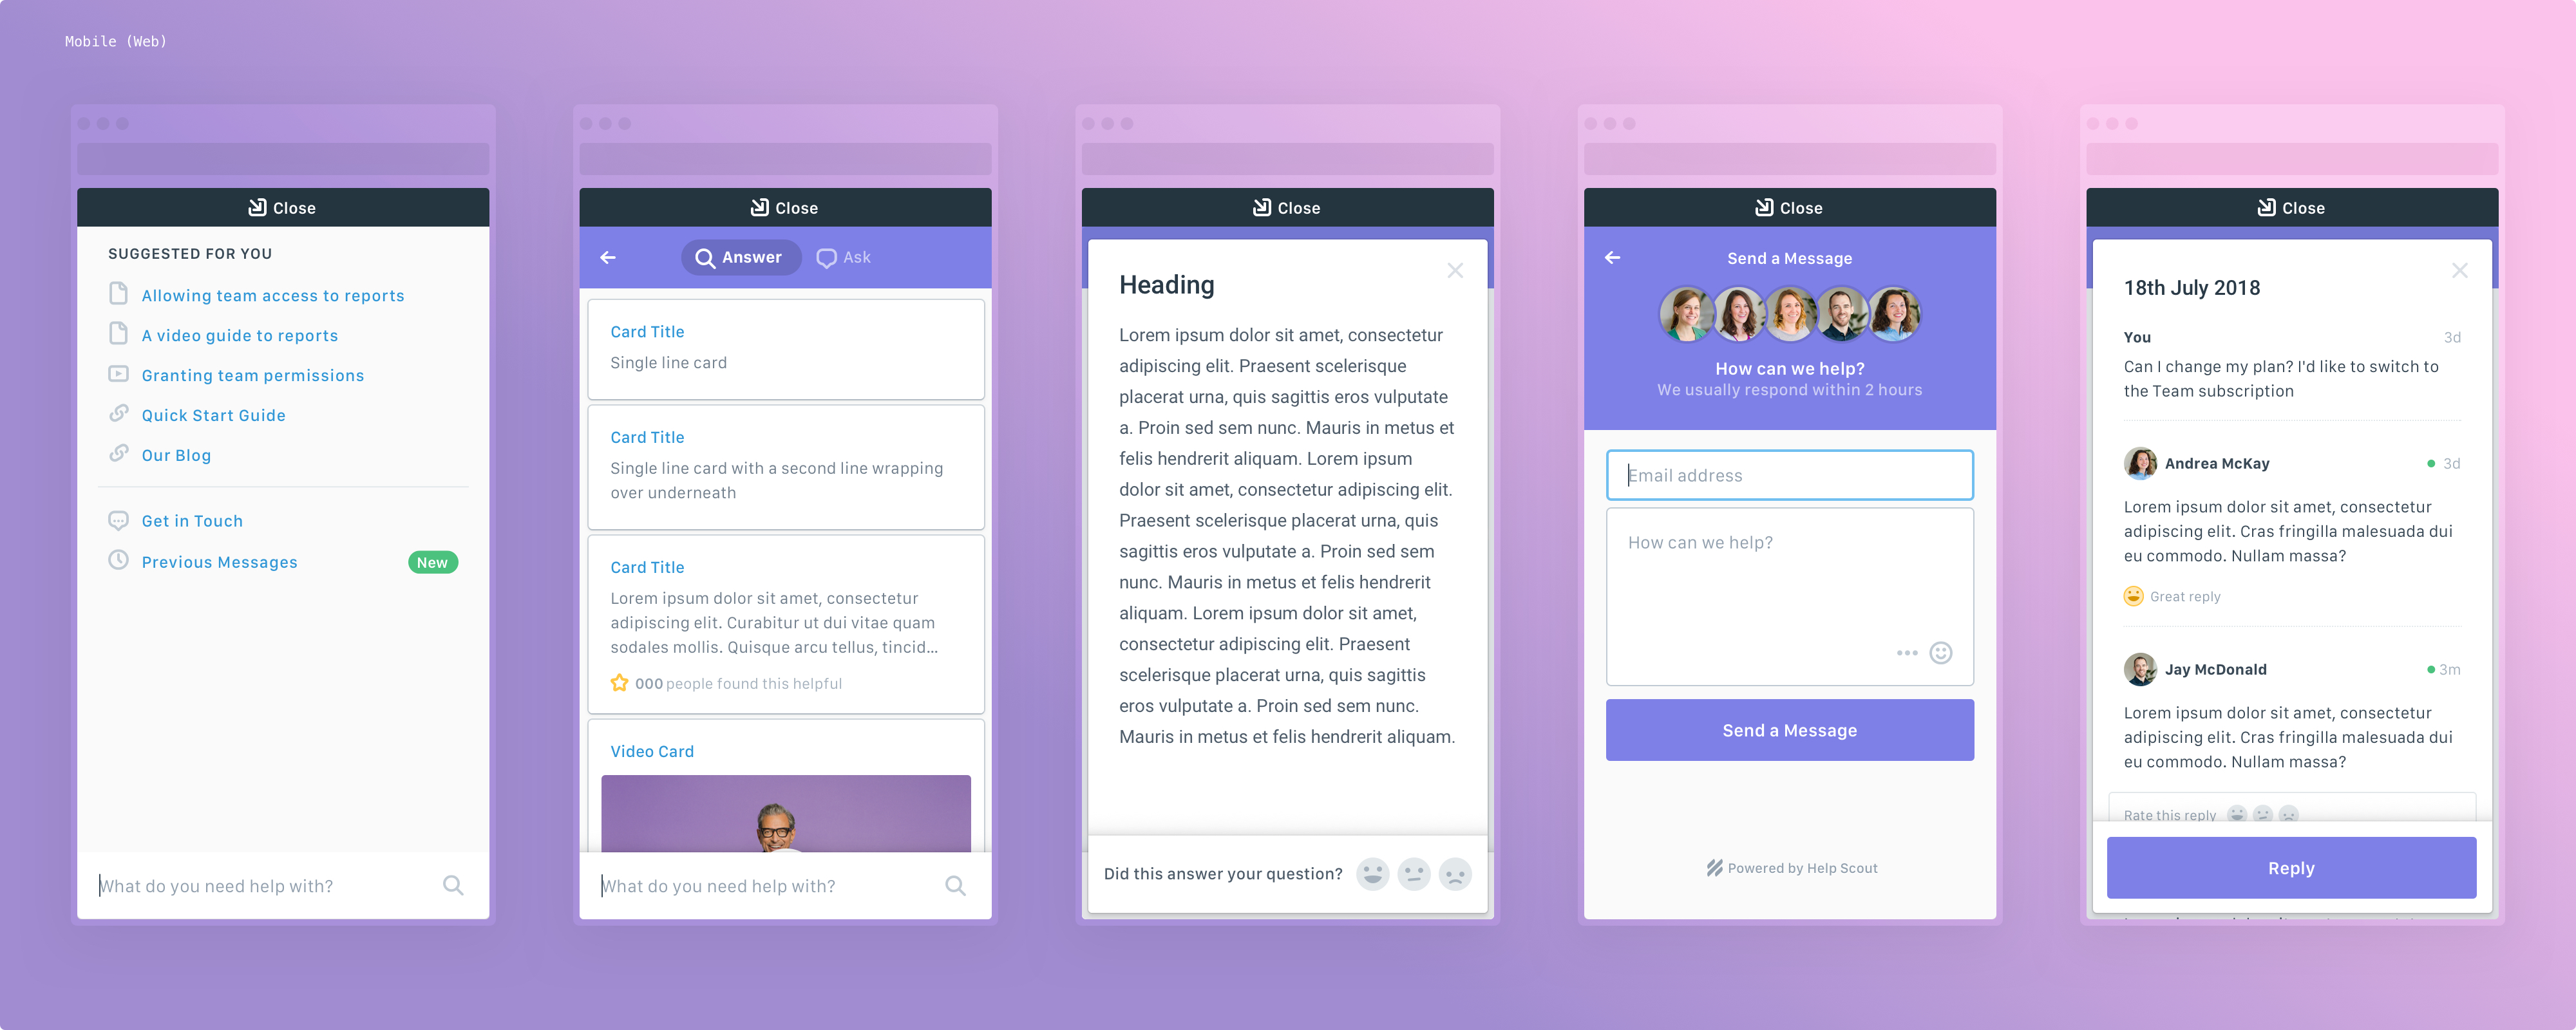 Mobile (Web)
Close
SUGGESTED FOR YOU
Allowing team access to reports
A video guide to reports
Granting team permissions
Quick Start Guide
Our Blog
Get in Touch
Previous Messages
New
What do you need help with?
Close
Answer
Ask
Card Title
Single line card
Card Title
Single line card with a second line wrapping
over underneath
Card Title
Lorem ipsum dolor sit amet, consectetur
adipiscing elit. Curabitur ut dui vitae quam
sodales mollis. Quisque arcu tellus, tincid...
000 people found this helpful
Video Card
What do you need help with?
Close
Heading
Lorem ipsum dolor sit amet, consectetur
adipiscing elit. Praesent scelerisque
placerat urna, quis sagittis eros vulputate
a. Proin sed sem nunc. Mauris in metus et
felis hendrerit aliquam. Lorem ipsum
dolor sit amet, consectetur adipiscing elit.
Praesent scelerisque placerat urna, quis
sagittis eros vulputate a. Proin sed sem
nunc. Mauris in metus et felis hendrerit
aliquam. Lorem ipsum dolor sit amet,
consectetur adipiscing elit. Praesent
scelerisque placerat urna, quis sagittis
eros vulputate a. Proin sed sem nunc.
Mauris in metus et felis hendrerit aliquam.
Did this answer your question?
Close
Send a Message
How can we help?
We usually respond within 2 hours
Email address
How can we help?
Send a Message
Powered by Help Scout
Close
18th July 2018
You
3d
Can I change my plan? I'd like to switch to
the Team subscription
Andrea McKay
3d
Lorem ipsum dolor sit amet, consectetur
adipiscing elit. Cras fringilla malesuada dui
eu commodo. Nullam massa?
Great reply
Jay McDonald
3m
Lorem ipsum dolor sit amet, consectetur
adipiscing elit. Cras fringilla malesuada dui
eu commodo. Nullam massa?
Rate this reply
Reply